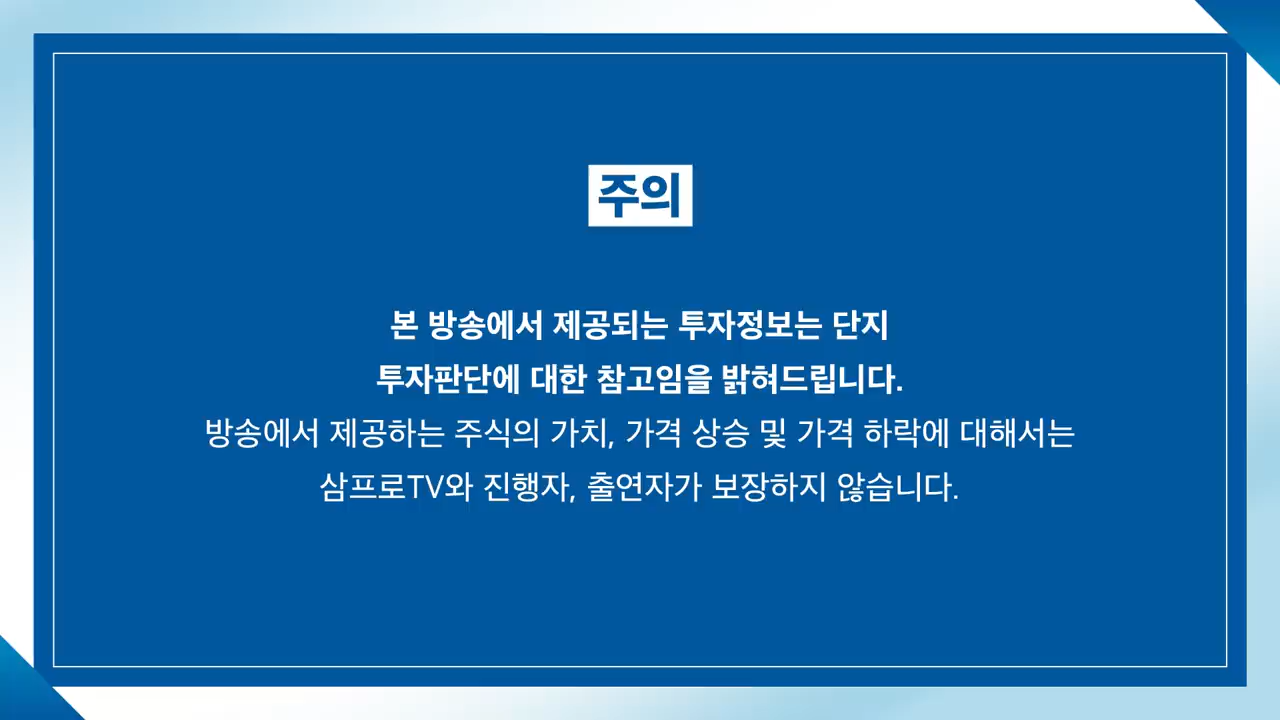 주의
본 방송에서 제공되는 투자정보는 단지
투자판단에 대한 참고임을 밝혀드립니다.
방송에서 제공하는 주식의 가치, 가격 상승 및 가격 하락에 대해서는
삼프로TV와 진행자, 출연자가 보장하지 않습니다.